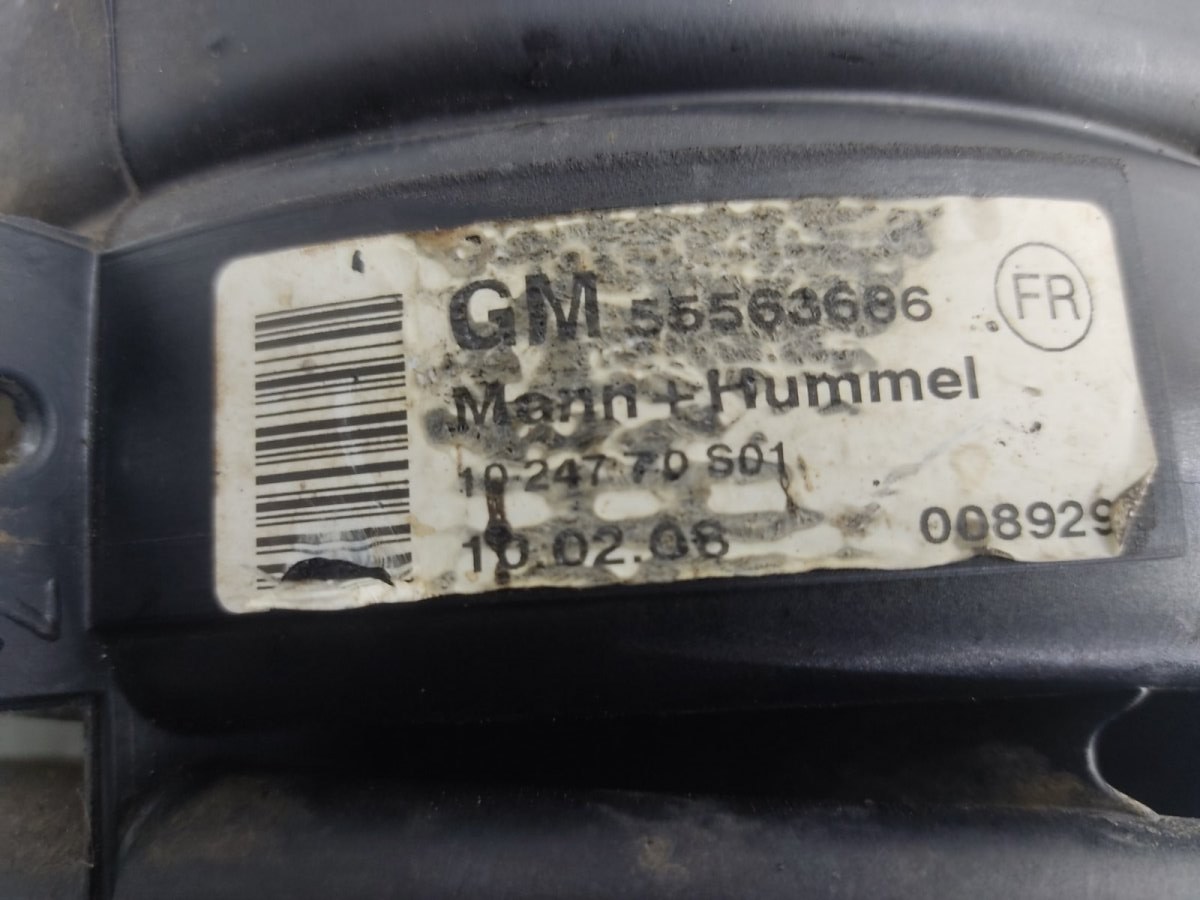 GM 55563686
FR
Mann+Hummel
10 247 70 S01
10.02.08
008929